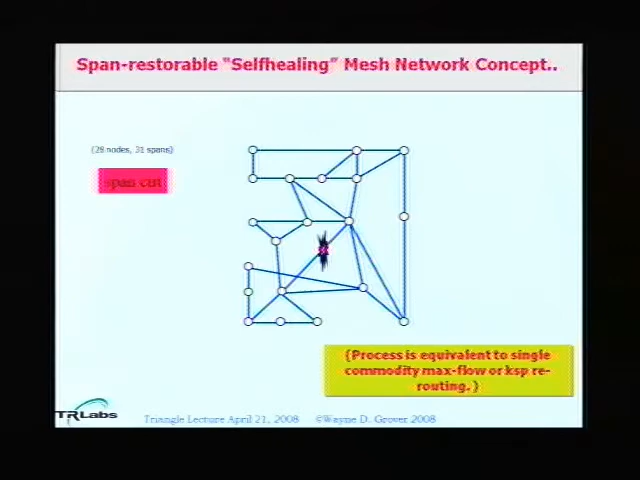 Span-restorable "Selfhealing" Mesh Network Concept..
(28 nodes, 31 spans)
span cut
(Process is equivalent to single
commodity max-flow or ksp re-
routing.)
TRLabs
Triangle Lecture April 21, 2008 ©Wayne D. Grover 2008